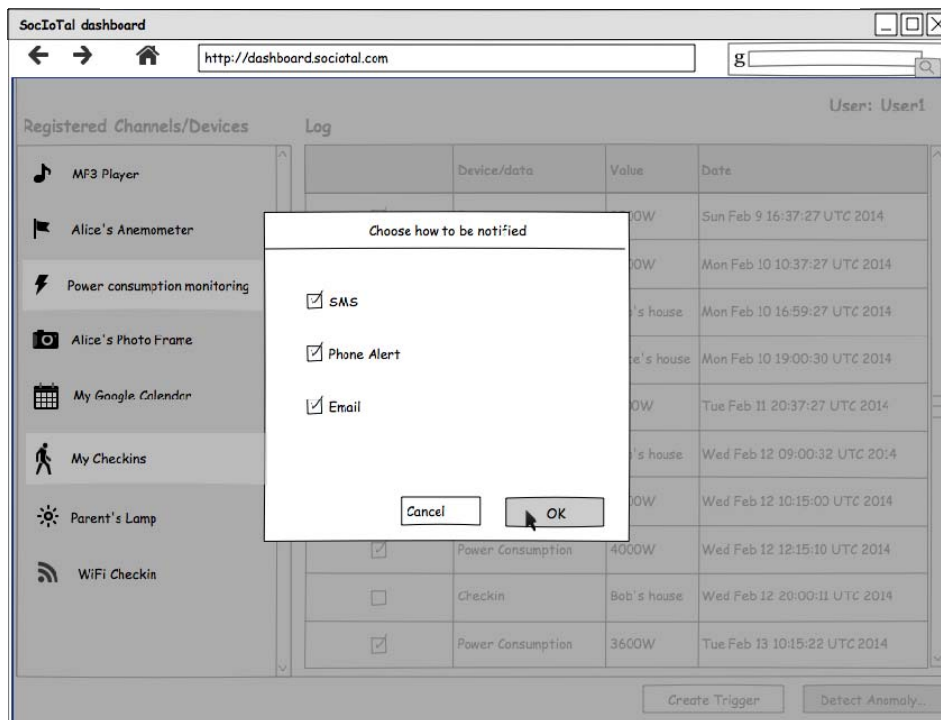 SocIoTal dashboard
http://dashboard.sociotal.com
g
User: User1
Registered Channels/Devices
Log
MP3 Player
Alice's Anemometer
Power consumption monitoring
Alice's Photo Frame
My Google Calendar
My Checkins
Parent's Lamp
WiFi Checkin
Device/data Value Date
Sun Feb 9 16:37:27 UTC 2014
Mon Feb 10 10:37:27 UTC 2014
's house Mon Feb 10 16:59:27 UTC 2014
's house Mon Feb 10 19:00:30 UTC 2014
Tue Feb 11 20:37:27 UTC 2014
's house Wed Feb 12 09:00:32 UTC 2014
Wed Feb 12 10:15:00 UTC 2014
Power Consumption 4000W Wed Feb 12 12:15:10 UTC 2014
Checkin Bob's house Wed Feb 12 20:00:11 UTC 2014
Power Consumption 3600W Tue Feb 13 10:15:22 UTC 2014
Choose how to be notified
SMS
Phone Alert
Email
Cancel
OK
Create Trigger
Detect Anomaly...